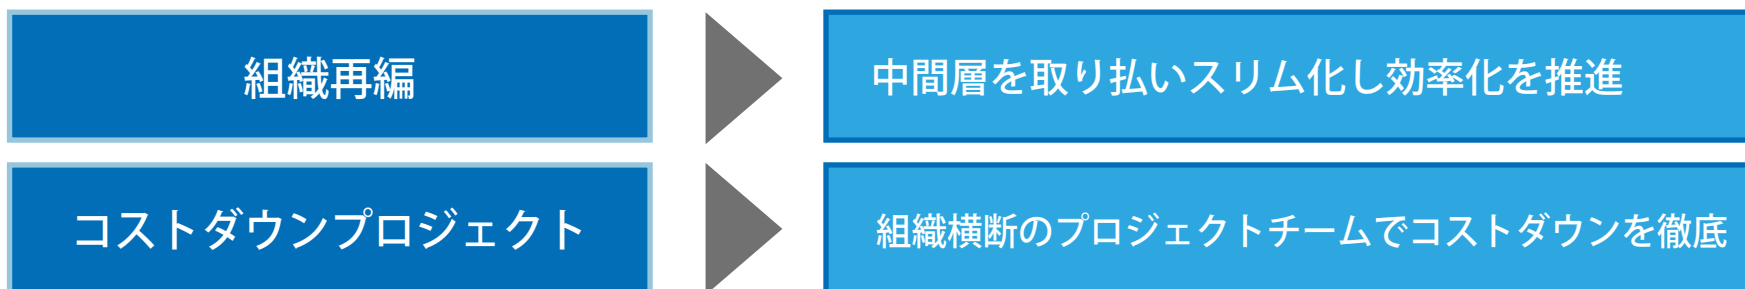 組織再編
中間層を取り払いスリム化し効率化を推進
コストダウンプロジェクト
組織横断のプロジェクトチームでコストダウンを徹底